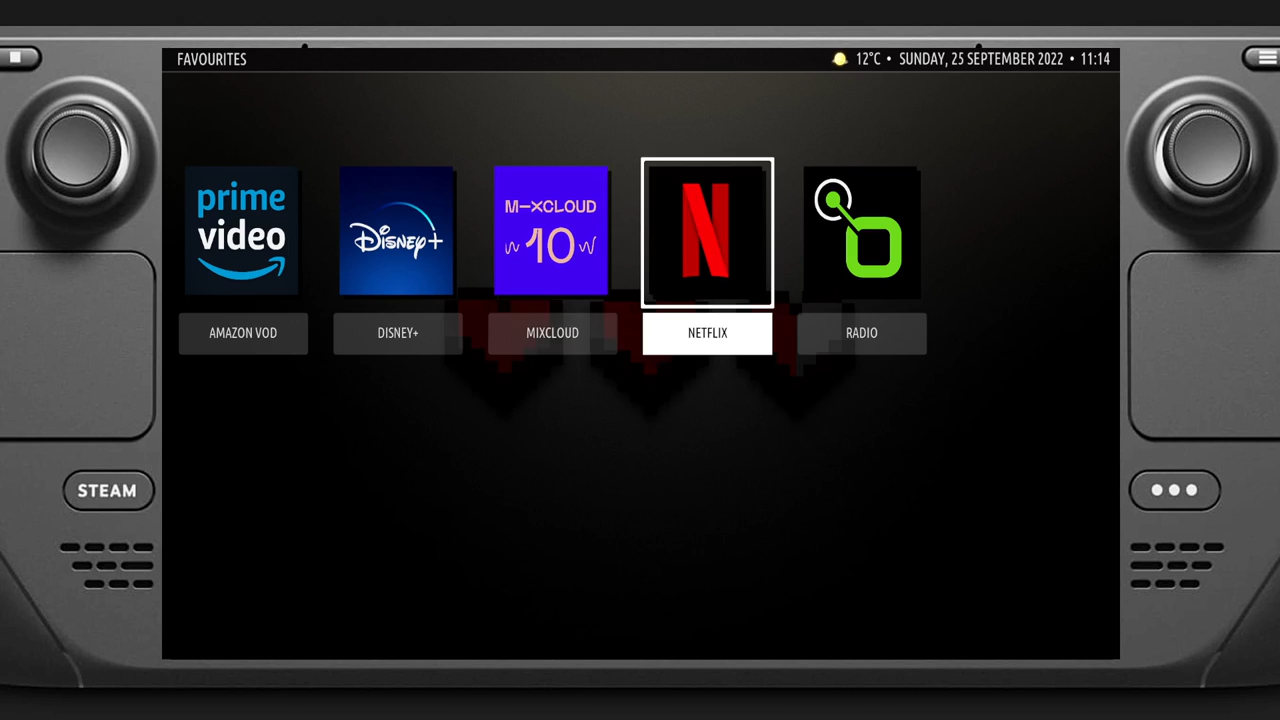 FAVOURITES
12°C • SUNDAY, 25 SEPTEMBER 2022 • 11:14
prime
video
Disney+
M-XCLOUD
10
N
AMAZON VOD
DISNEY+
MIXCLOUD
NETFLIX
RADIO
STEAM